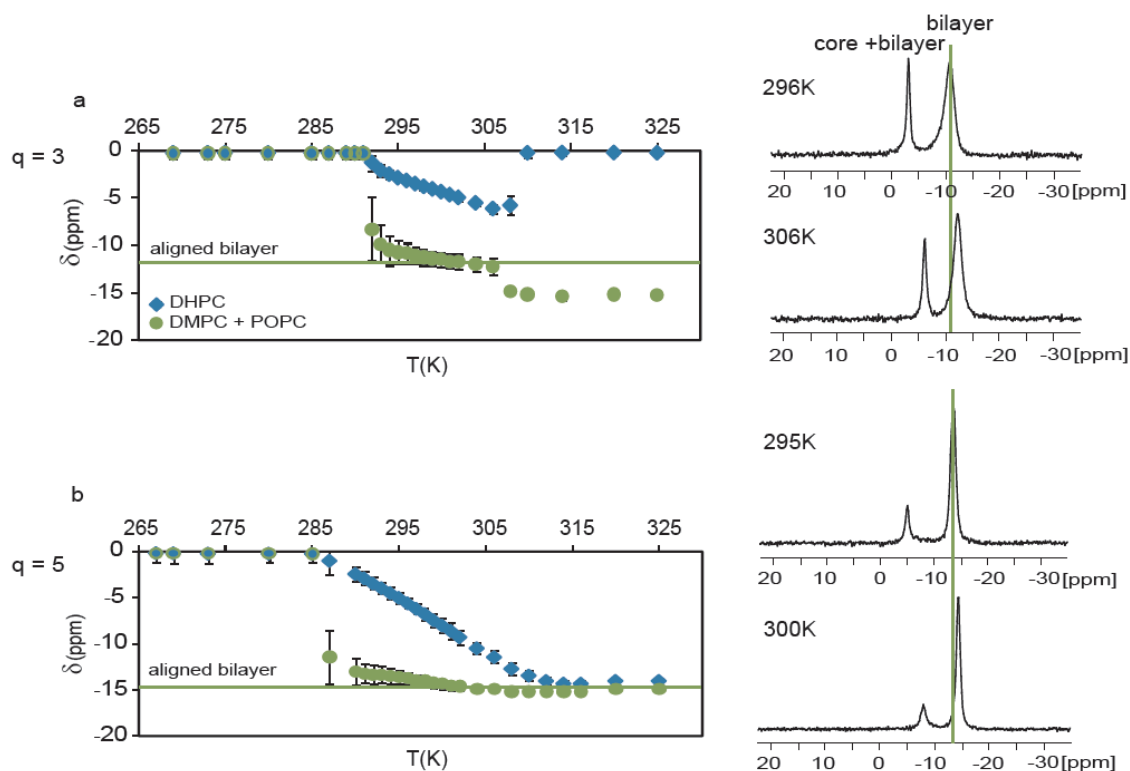 a
265 275 285 295 305 315 325
q = 3
0
-5
-10
-15
-20
δ(ppm)
aligned bilayer
DHPC
DMPC + POPC
T(K)
bilayer
core +bilayer
296K
20 10 0 -10 -20 -30 [ppm]
306K
20 10 0 -10 -20 -30[ppm]
b
265 275 285 295 305 315 325
q = 5
0
-5
-10
-15
-20
δ(ppm)
aligned bilayer
T(K)
295K
20 10 0 -10 -20 -30 [ppm]
300K
20 10 0 -10 -20 -30 [ppm]